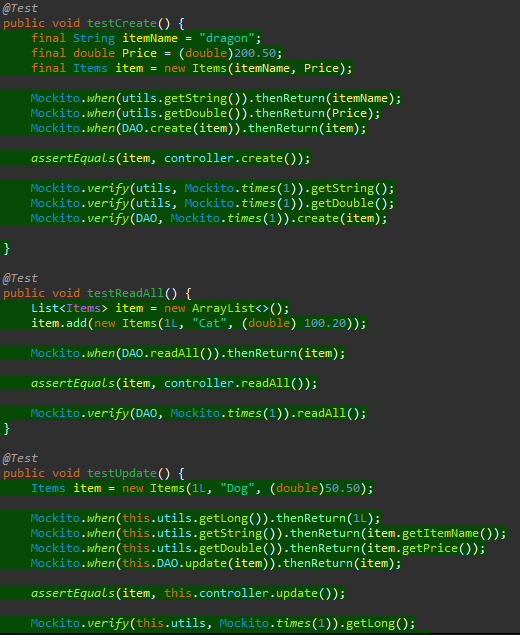 @Test
public void testCreate() {
    final String itemName = "dragon";
    final double Price = (double)200.50;
    final Items item = new Items(itemName, Price);

    Mockito.when(utils.getString()).thenReturn(itemName);
    Mockito.when(utils.getDouble()).thenReturn(Price);
    Mockito.when(DAO.create(item)).thenReturn(item);

    assertEquals(item, controller.create());

    Mockito.verify(utils, Mockito.times(1)).getString();
    Mockito.verify(utils, Mockito.times(1)).getDouble();
    Mockito.verify(DAO, Mockito.times(1)).create(item);

}

@Test
public void testReadAll() {
    List<Items> item = new ArrayList<>();
    item.add(new Items(1L, "Cat", (double) 100.20));

    Mockito.when(DAO.readAll()).thenReturn(item);

    assertEquals(item, controller.readAll());

    Mockito.verify(DAO, Mockito.times(1)).readAll();
}

@Test
public void testUpdate() {
    Items item = new Items(1L, "Dog", (double)50.50);

    Mockito.when(this.utils.getLong()).thenReturn(1L);
    Mockito.when(this.utils.getString()).thenReturn(item.getItemName());
    Mockito.when(this.utils.getDouble()).thenReturn(item.getPrice());
    Mockito.when(this.DAO.update(item)).thenReturn(item);

    assertEquals(item, this.controller.update());

    Mockito.verify(this.utils, Mockito.times(1)).getLong();